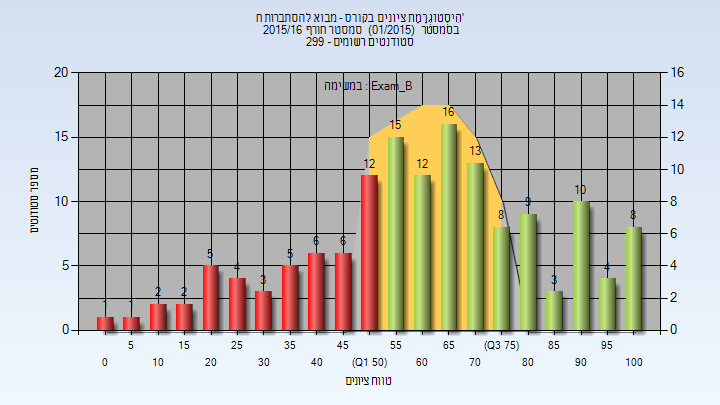 היסטוגרמת ציונים בקורס - מבוא להסתברות ח'
בסמסטר (01/2015) סמסטר חורף 2015/16
סטודנטים רשומים - 299
במשימה : Exam_B
מספר סטודנטים
20
15
10
5
0
16
14
12
10
8
6
4
2
0
1 1 2 2 5 4 3 5 6 6 12 15 12 16 13 8 9 3 10 4 8
5 15 25 35 45 55 65 (Q3 75) 85 95
0 10 20 30 40 (Q1 50) 60 70 80 90 100
טווח ציונים